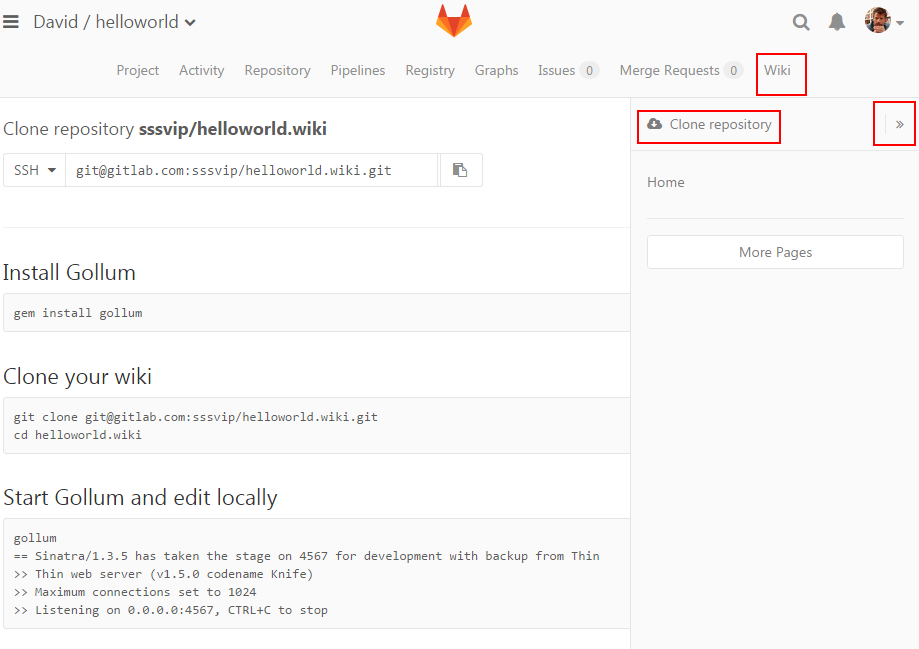 David / helloworld
Project Activity Repository Pipelines Registry Graphs Issues 0 Merge Requests 0 Wiki
Clone repository sssvip/helloworld.wiki
SSH git@gitlab.com:sssvip/helloworld.wiki.git
Install Gollum
gem install gollum
Clone your wiki
git clone git@gitlab.com:sssvip/helloworld.wiki.git
cd helloworld.wiki
Start Gollum and edit locally
gollum
== Sinatra/1.3.5 has taken the stage on 4567 for development with backup from Thin
>> Thin web server (v1.5.0 codename Knife)
>> Maximum connections set to 1024
>> Listening on 0.0.0.0:4567, CTRL+C to stop
Clone repository »
Home
More Pages